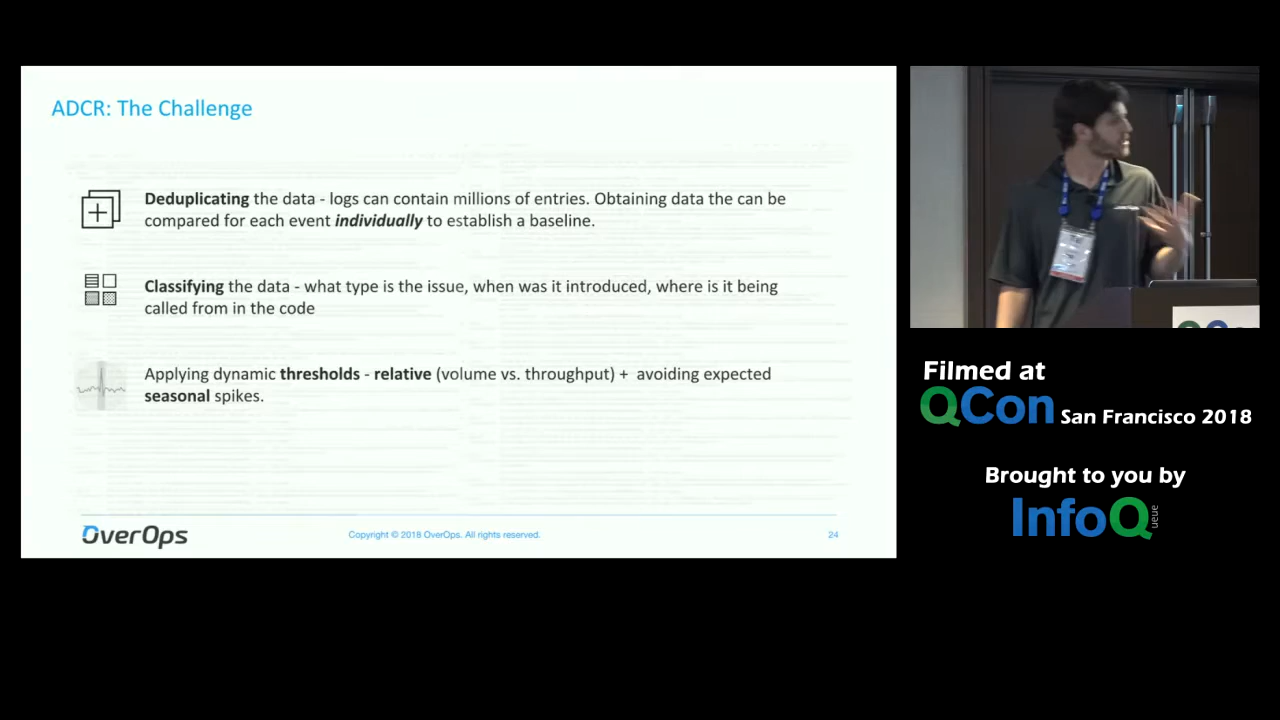 ADCR: The Challenge
Deduplicating the data - logs can contain millions of entries. Obtaining data the can be
compared for each event individually to establish a baseline.
Classifying the data - what type is the issue, when was it introduced, where is it being
called from in the code
Applying dynamic thresholds - relative (volume vs. throughput) + avoiding expected
seasonal spikes.
OverOps
Copyright © 2018 OverOps. All rights reserved.
24
Filmed at
QCon San Francisco 2018
Brought to you by
InfoQueue